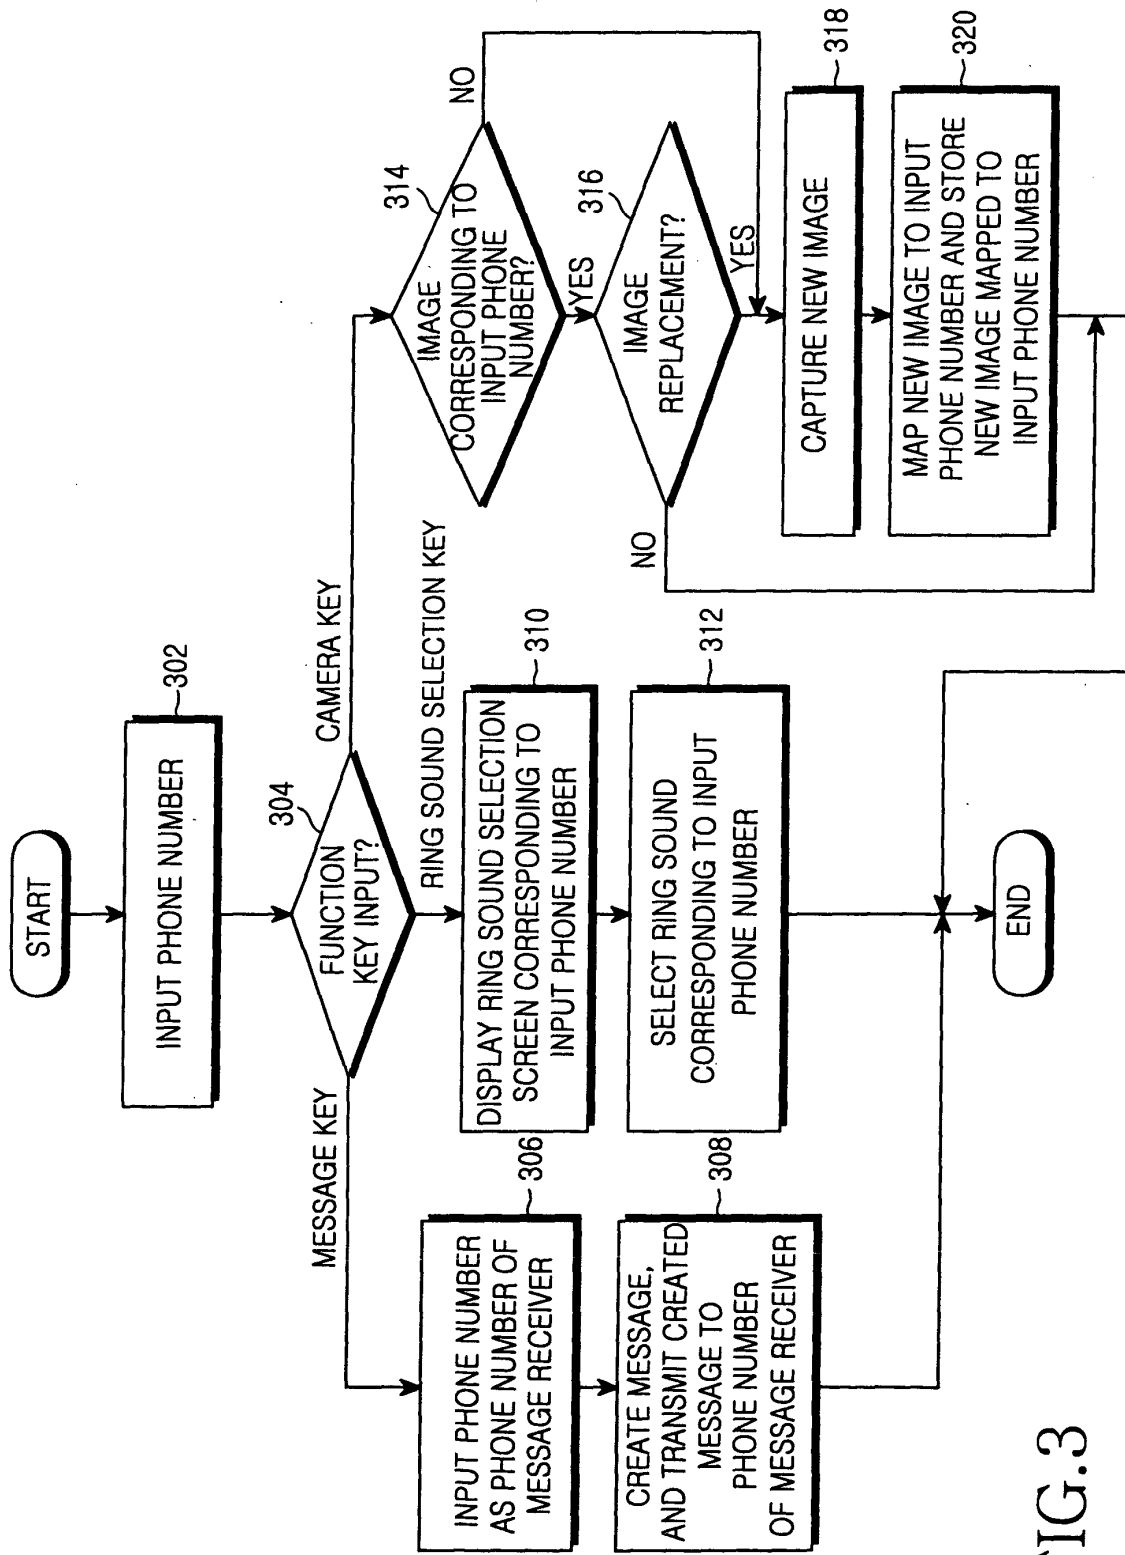 START
302
INPUT PHONE NUMBER
304
FUNCTION
KEY INPUT?
MESSAGE KEY
CAMERA KEY
RING SOUND SELECTION KEY
306
INPUT PHONE NUMBER
AS PHONE NUMBER OF
MESSAGE RECEIVER
308
CREATE MESSAGE,
AND TRANSMIT CREATED
MESSAGE TO
PHONE NUMBER
OF MESSAGE RECEIVER
310
DISPLAY RING SOUND SELECTION
SCREEN CORRESPONDING TO
INPUT PHONE NUMBER
312
SELECT RING SOUND
CORRESPONDING TO INPUT
PHONE NUMBER
314
IMAGE
CORRESPONDING TO
INPUT PHONE
NUMBER?
NO
YES
316
IMAGE
REPLACEMENT?
NO
YES
318
CAPTURE NEW IMAGE
320
MAP NEW IMAGE TO INPUT
PHONE NUMBER AND STORE
NEW IMAGE MAPPED TO
INPUT PHONE NUMBER
END
FIG.3